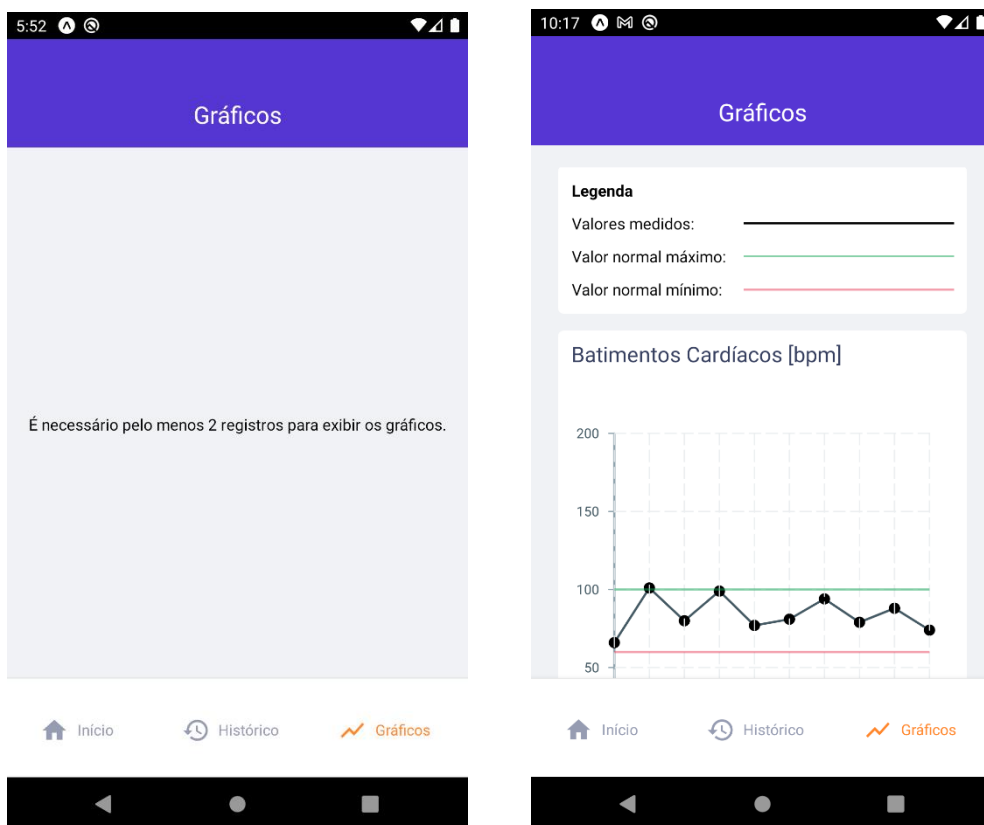 5:52
Gráficos
É necessário pelo menos 2 registros para exibir os gráficos.
Início
Histórico
Gráficos
10:17
Gráficos
Legenda
Valores medidos:
Valor normal máximo:
Valor normal mínimo:
Batimentos Cardíacos [bpm]
200
150
100
50
Início
Histórico
Gráficos